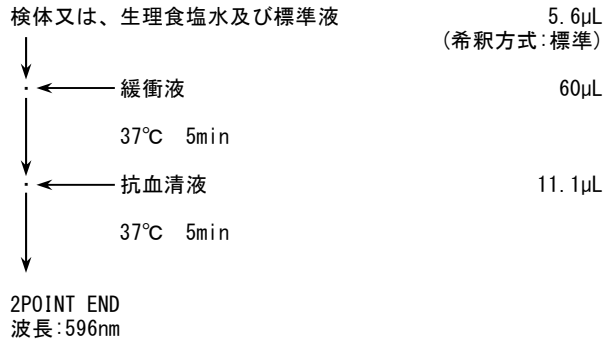 検体又は、生理食塩水及び標準液 5.6μL
(希釈方式:標準)
緩衝液 60μL
37℃ 5min
抗血清液 11.1μL
37℃ 5min
2POINT END
波長:596nm